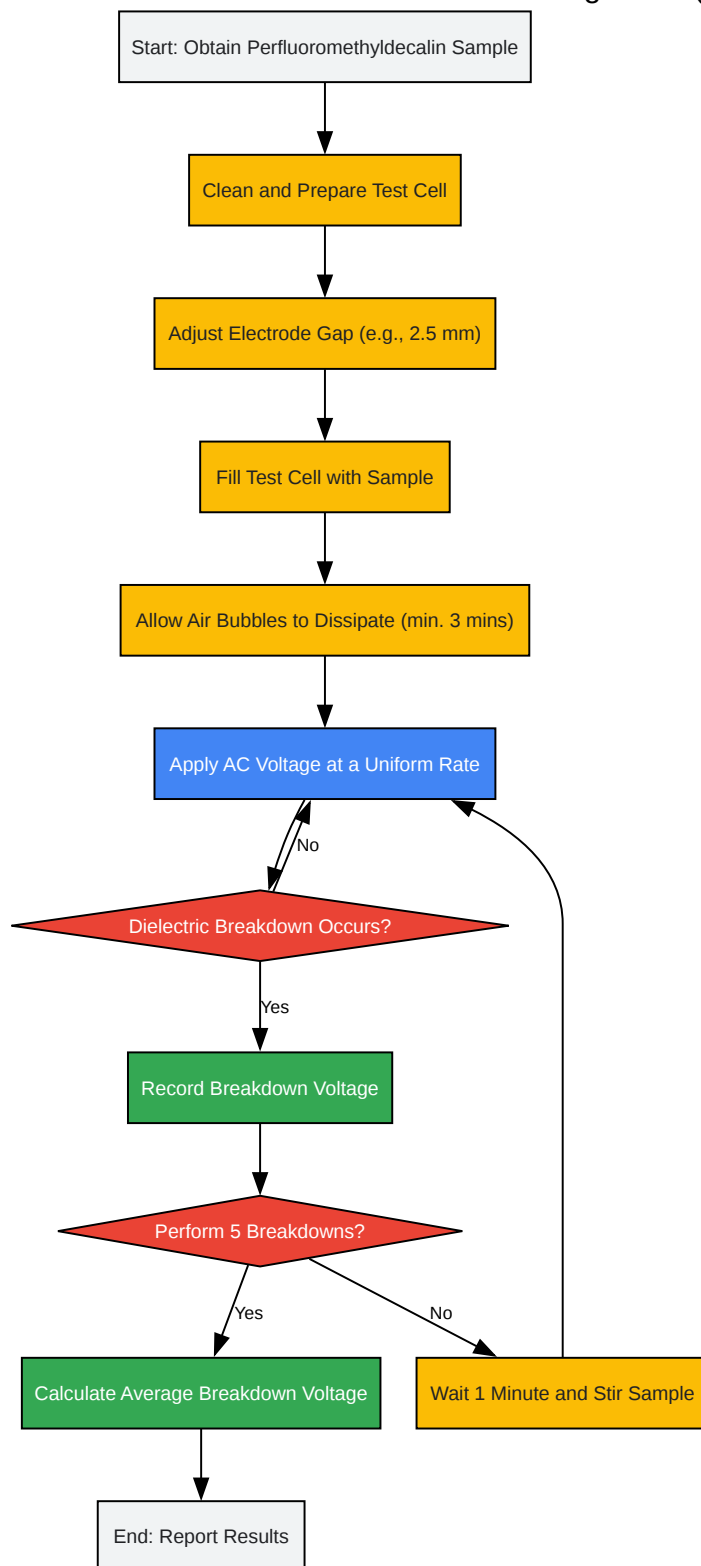 Start: Obtain Perfluoromethyldecalin Sample
Clean and Prepare Test Cell
Adjust Electrode Gap (e.g., 2.5 mm)
Fill Test Cell with Sample
Allow Air Bubbles to Dissipate (min. 3 mins)
Apply AC Voltage at a Uniform Rate
No
Dielectric Breakdown Occurs?
Yes
Record Breakdown Voltage
Perform 5 Breakdowns?
Yes
No
Calculate Average Breakdown Voltage
Wait 1 Minute and Stir Sample
End: Report Results